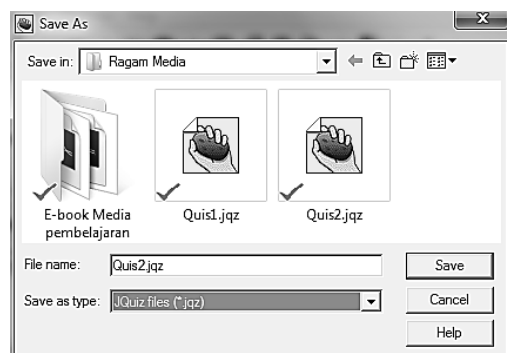 Save As
X
Save in:
Ragam Media
E-book Media
pembelajaran
Quis1.jqz
Quis2.jqz
File name:
Quis2.jqz
Save
Save as type:
JQuiz files (*.jqz)
Cancel
Help